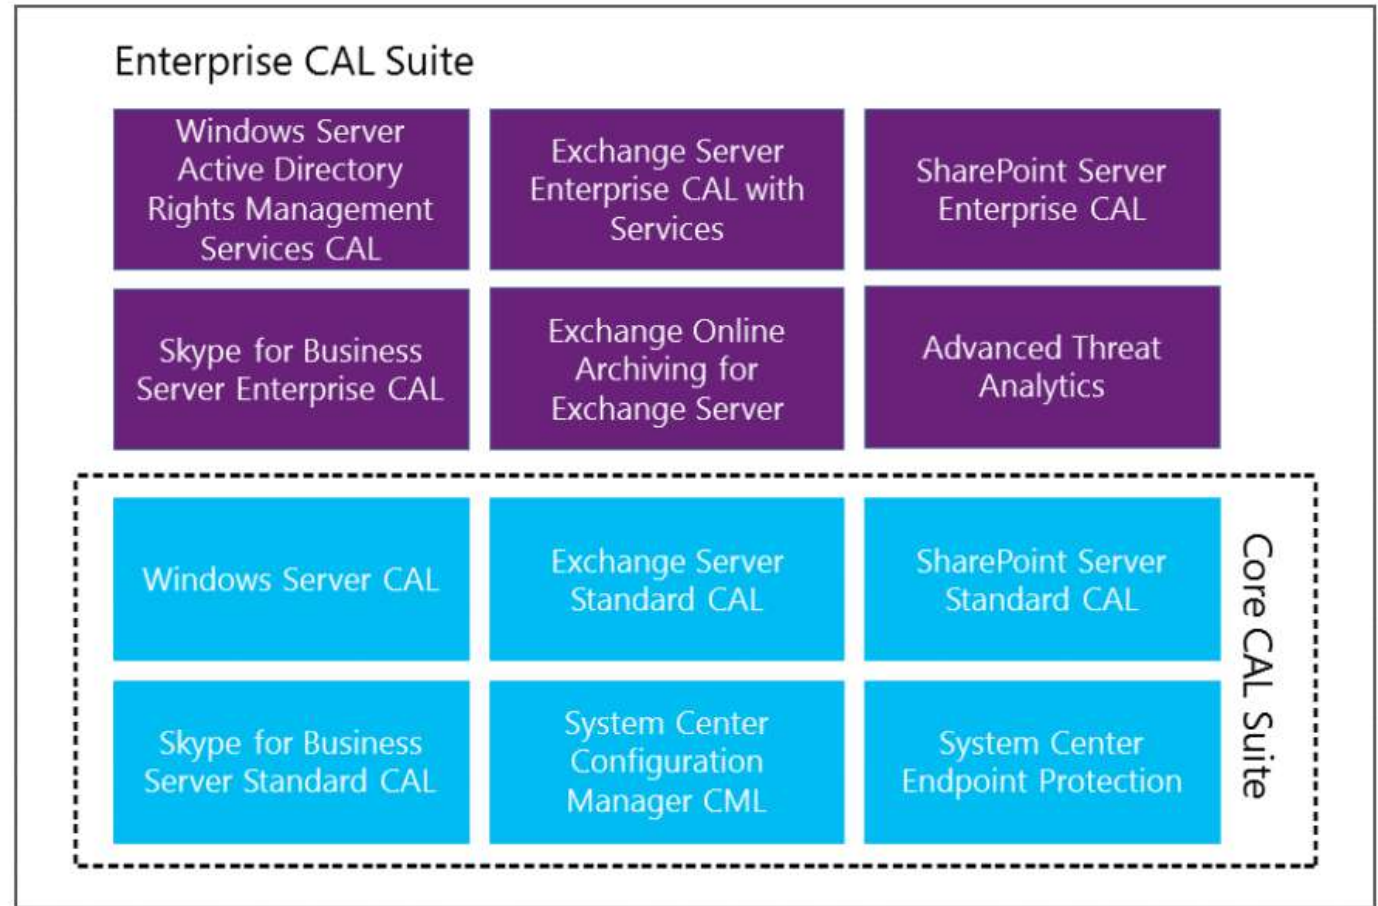 Enterprise CAL Suite
Windows Server
Active Directory
Rights Management
Services CAL
Exchange Server
Enterprise CAL with
Services
SharePoint Server
Enterprise CAL
Skype for Business
Server Enterprise CAL
Exchange Online
Archiving for
Exchange Server
Advanced Threat
Analytics
Windows Server CAL
Exchange Server
Standard CAL
SharePoint Server
Standard CAL
Skype for Business
Server Standard CAL
System Center
Configuration
Manager CML
System Center
Endpoint Protection
Core CAL Suite